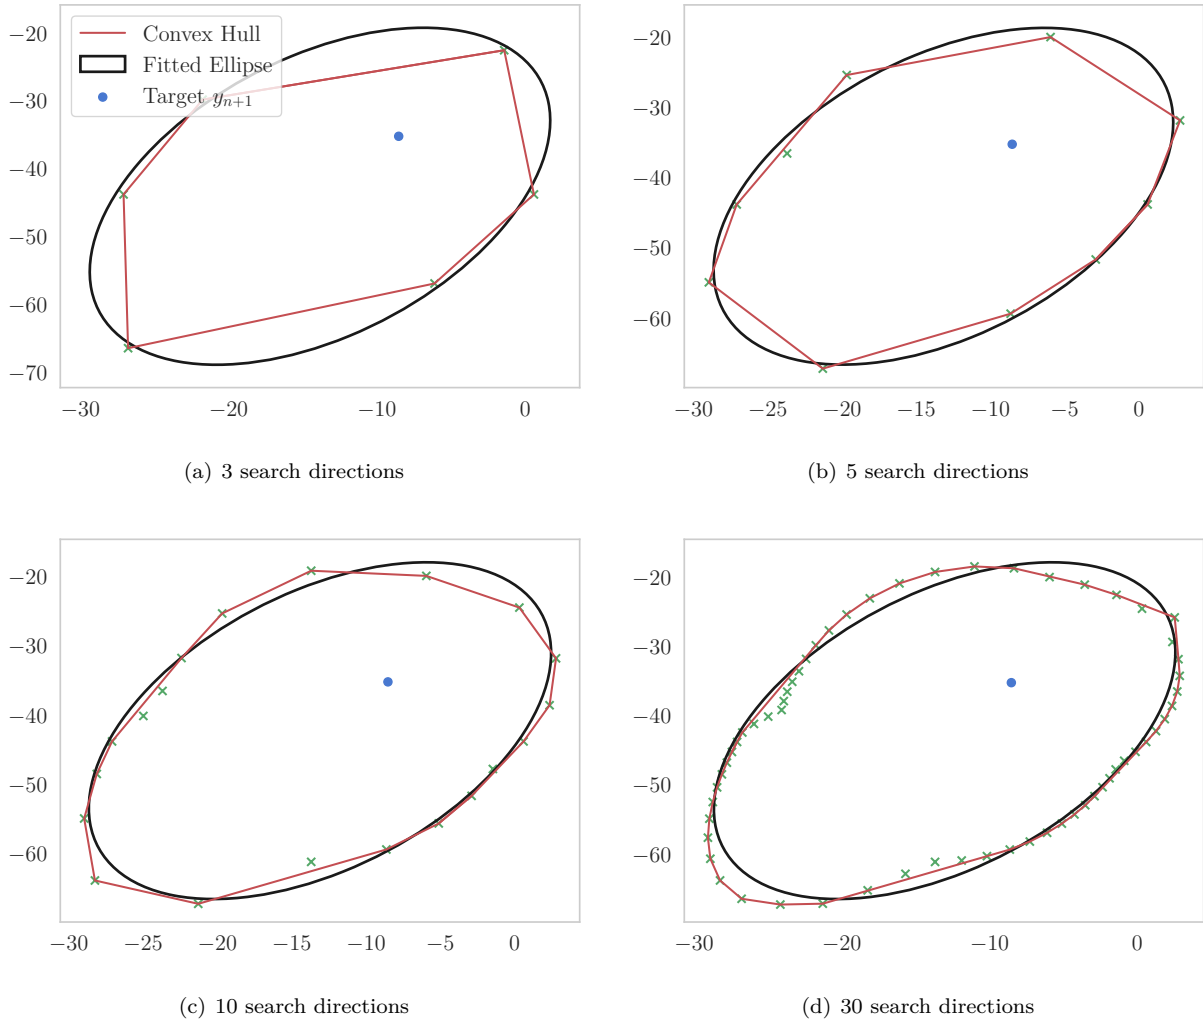 Convex Hull
Fitted Ellipse
Target y_{n+1}
−20
−30
−40
−50
−60
−70
−30 −20 −10 0
(a) 3 search directions
−20
−30
−40
−50
−60
−30 −25 −20 −15 −10 −5 0
(b) 5 search directions
−20
−30
−40
−50
−60
−30 −25 −20 −15 −10 −5 0
(c) 10 search directions
−20
−30
−40
−50
−60
−30 −20 −10 0
(d) 30 search directions